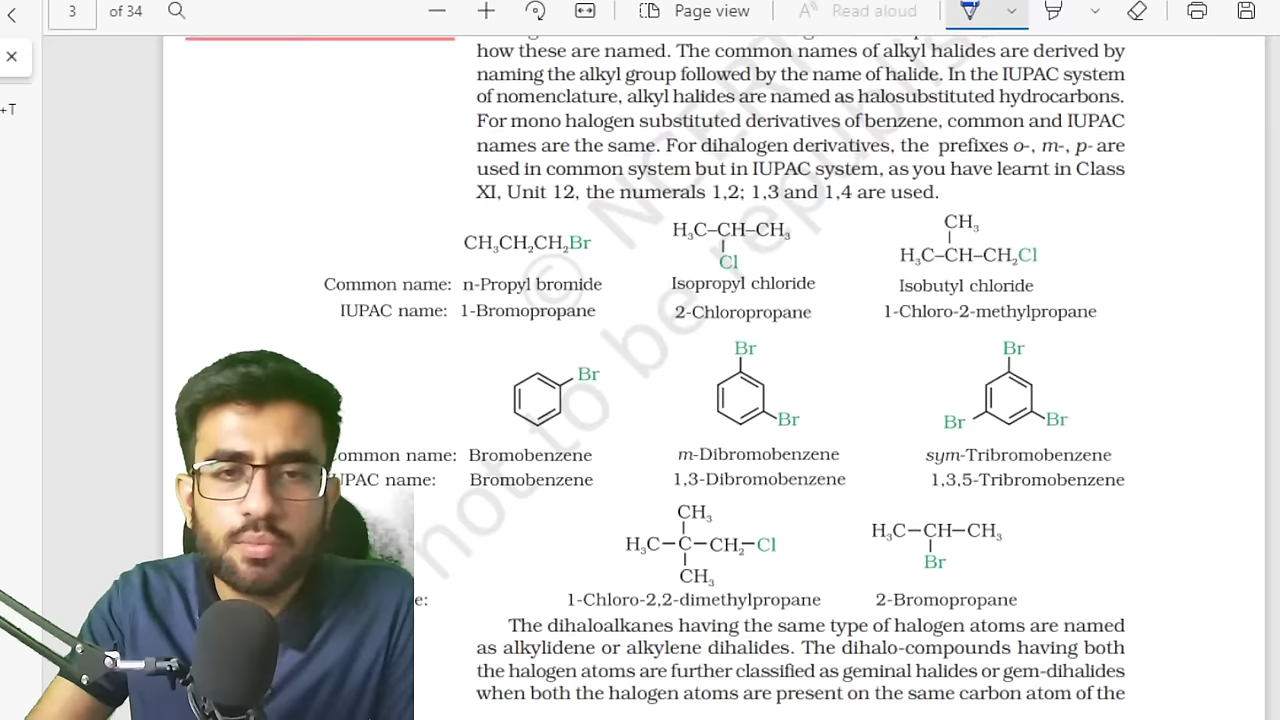 3 of 34 Page view Read aloud
+T
how these are named. The common names of alkyl halides are derived by
naming the alkyl group followed by the name of halide. In the IUPAC system
of nomenclature, alkyl halides are named as halosubstituted hydrocarbons.
For mono halogen substituted derivatives of benzene, common and IUPAC
names are the same. For dihalogen derivatives, the prefixes o-, m-, p- are
used in common system but in IUPAC system, as you have learnt in Class
XI, Unit 12, the numerals 1,2; 1,3 and 1,4 are used.
CH₃
CH₃CH₂CH₂Br H₃C–CH–CH₃ H₃C–CH–CH₂Cl
Cl
Common name: n-Propyl bromide Isopropyl chloride Isobutyl chloride
IUPAC name: 1-Bromopropane 2-Chloropropane 1-Chloro-2-methylpropane
Br Br
Br
Br Br Br
ommon name: Bromobenzene m-Dibromobenzene sym-Tribromobenzene
UPAC name: Bromobenzene 1,3-Dibromobenzene 1,3,5-Tribromobenzene
CH₃
H₃C–C–CH₂–Cl H₃C–CH–CH₃
CH₃ Br
e: 1-Chloro-2,2-dimethylpropane 2-Bromopropane
The dihaloalkanes having the same type of halogen atoms are named
as alkylidene or alkylene dihalides. The dihalo-compounds having both
the halogen atoms are further classified as geminal halides or gem-dihalides
when both the halogen atoms are present on the same carbon atom of the
© NCERT
not to be republis